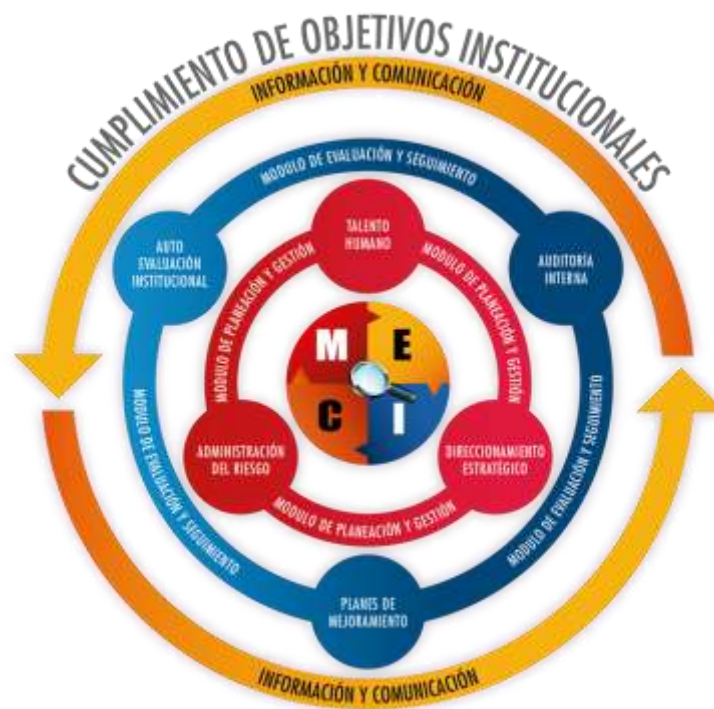 CUMPLIMIENTO DE OBJETIVOS INSTITUCIONALES
INFORMACIÓN Y COMUNICACIÓN
MODULO DE EVALUACIÓN Y SEGUIMIENTO
AUTO
EVALUACIÓN
INSTITUCIONAL
TALENTO
HUMANO
AUDITORÍA
INTERNA
MODULO DE PLANEACIÓN Y GESTIÓN
MODULO DE PLANEACIÓN Y GESTIÓN
M E
C I
MODULO DE EVALUACIÓN Y SEGUIMIENTO
MODULO DE EVALUACIÓN Y SEGUIMIENTO
ADMINISTRACIÓN
DEL RIESGO
DIRECCIONAMIENTO
ESTRATÉGICO
MODULO DE PLANEACIÓN Y GESTIÓN
PLANES DE
MEJORAMIENTO
INFORMACIÓN Y COMUNICACIÓN